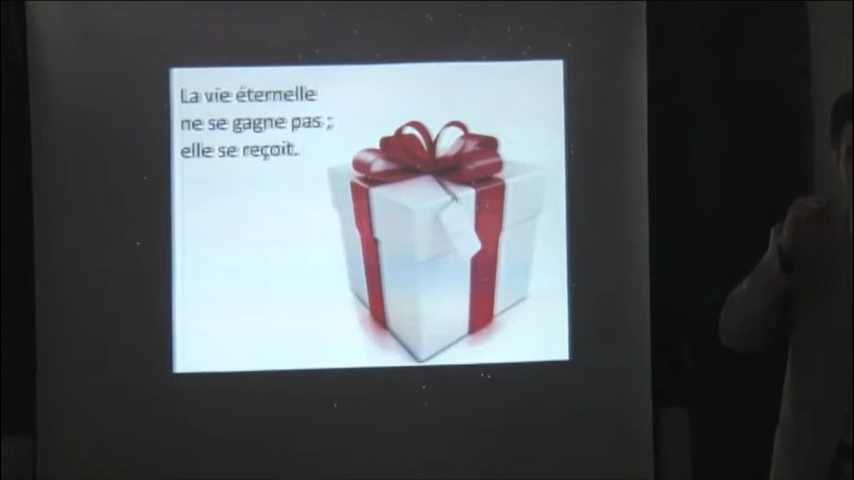 La vie éternelle
ne se gagne pas ;
elle se reçoit.